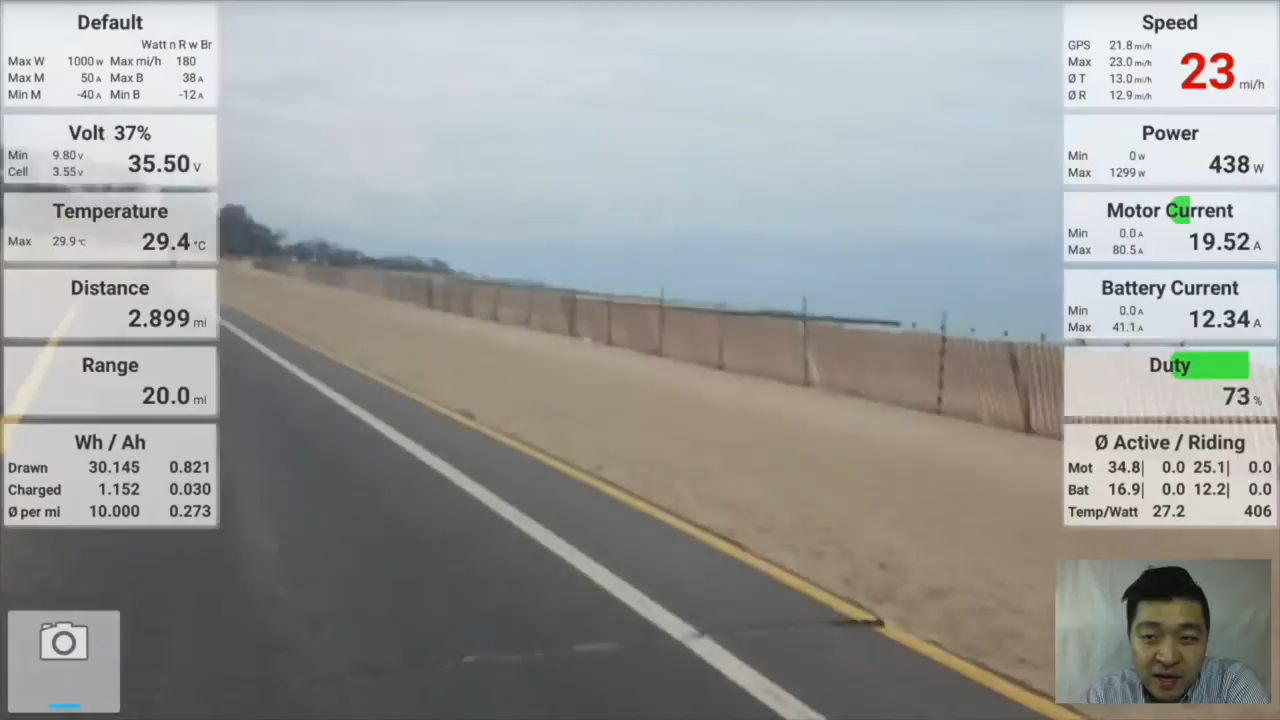 Default
Watt n R w Br
Max W 1000 w Max mi/h 180
Max M 50 A Max B 38 A
Min M -40 A Min B -12 A
Volt 37%
Min 9.80 v
Cell 3.55 v 35.50 V
Temperature
Max 29.9 °C 29.4 °C
Distance
2.899 mi
Range
20.0 mi
Wh / Ah
Drawn 30.145 0.821
Charged 1.152 0.030
Ø per mi 10.000 0.273
Speed
GPS 21.8 mi/h
Max 23.0 mi/h
Ø T 13.0 mi/h
Ø R 12.9 mi/h
23 mi/h
Power
Min 0 w
Max 1299 w 438 W
Motor Current
Min 0.0 A
Max 80.5 A 19.52 A
Battery Current
Min 0.0 A
Max 41.1 A 12.34 A
Duty
73 %
Ø Active / Riding
Mot 34.8| 0.0 25.1| 0.0
Bat 16.9| 0.0 12.2| 0.0
Temp/Watt 27.2 406